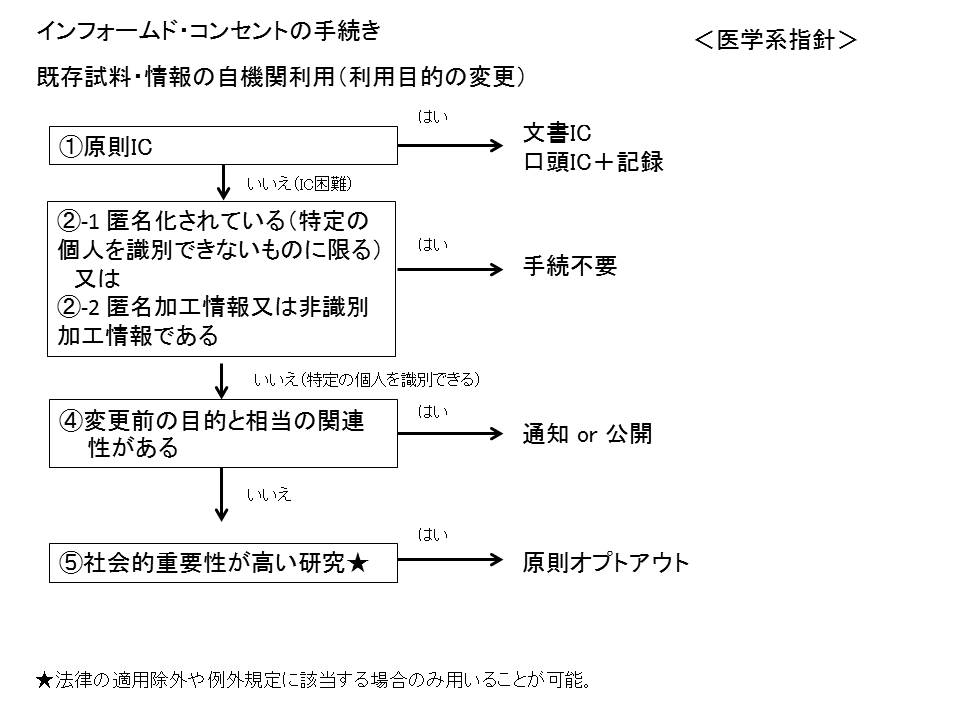 インフォームド・コンセントの手続き
＜医学系指針＞
既存試料・情報の自機関利用（利用目的の変更）
①原則IC
はい
文書IC
口頭IC＋記録
いいえ（IC困難）
②-1 匿名化されている（特定の
個人を識別できないものに限る）
又は
②-2 匿名加工情報又は非識別
加工情報である
はい
手続不要
いいえ（特定の個人を識別できる）
④変更前の目的と相当の関連
性がある
はい
通知 or 公開
いいえ
⑤社会的重要性が高い研究★
はい
原則オプトアウト
★法律の適用除外や例外規定に該当する場合のみ用いることが可能。